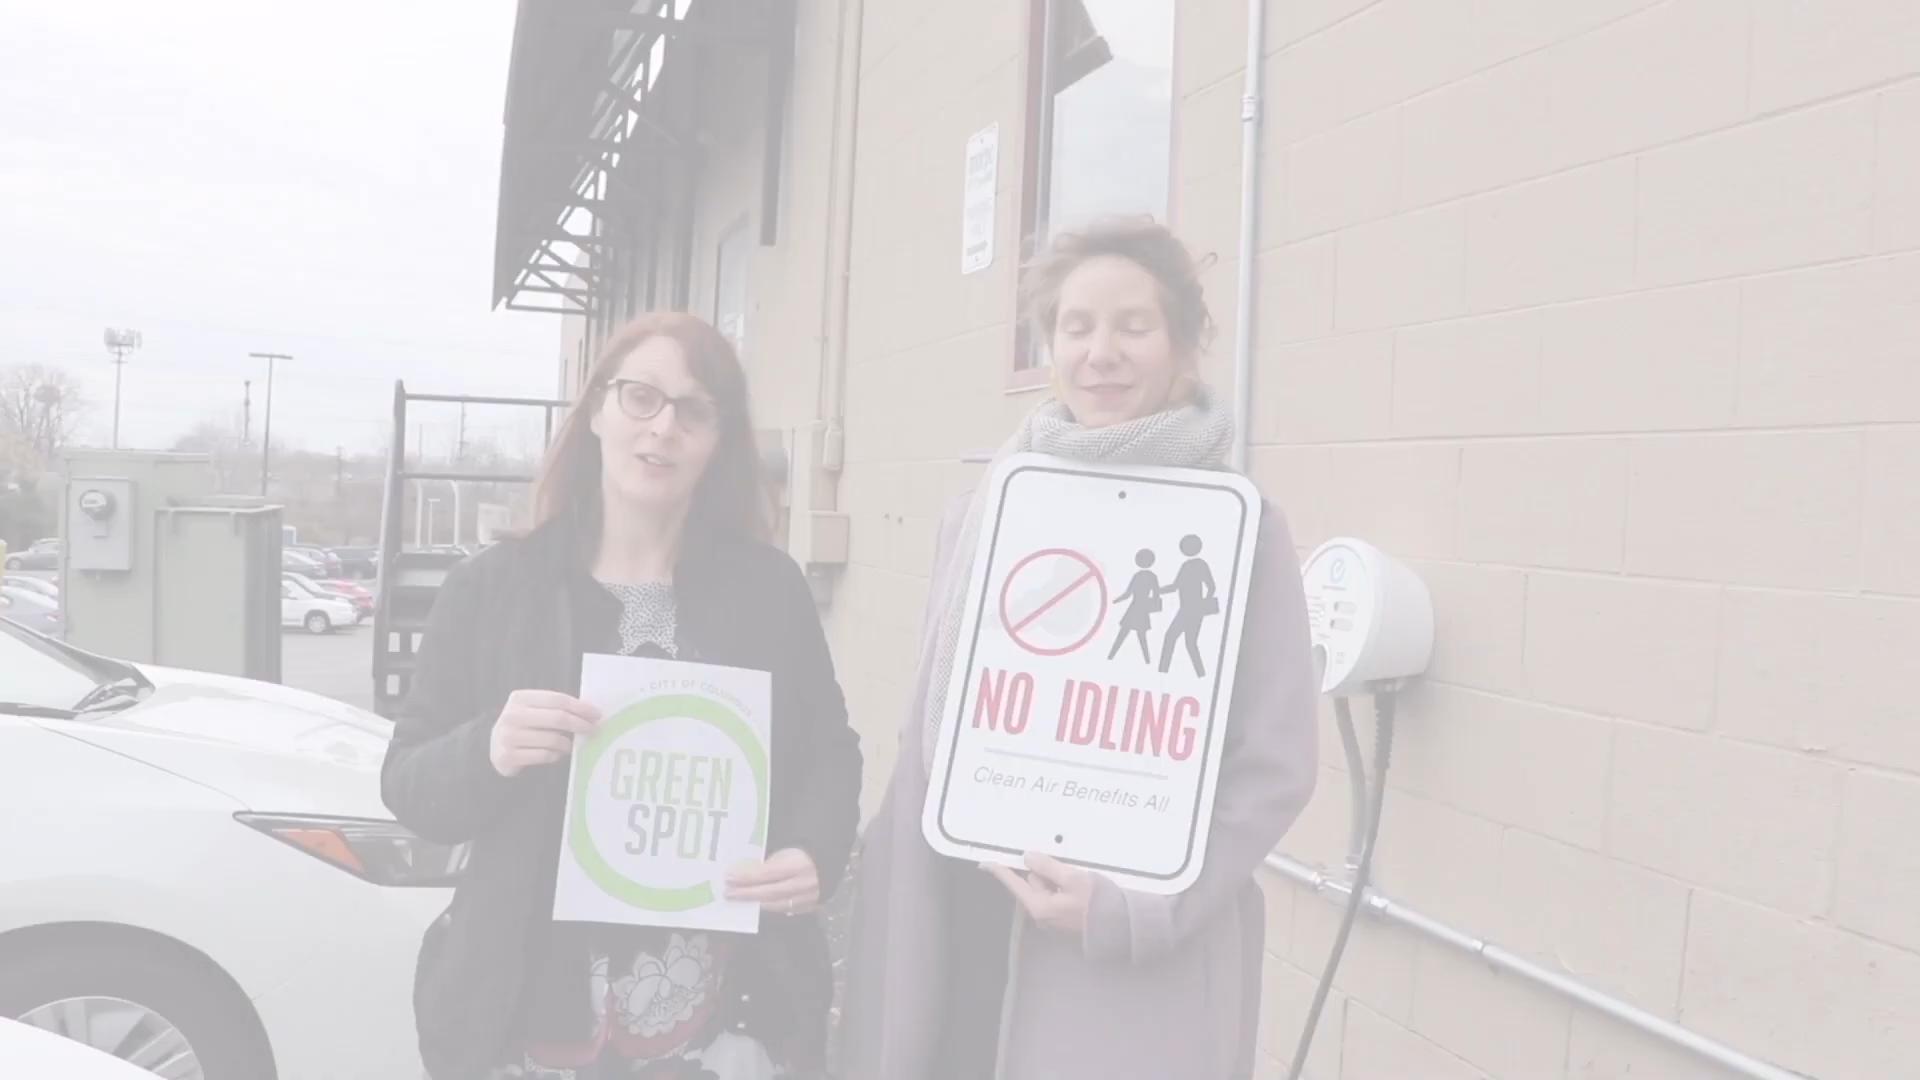 CITY OF COLUMBUS
GREEN
SPOT
NO IDLING
Clean Air Benefits All